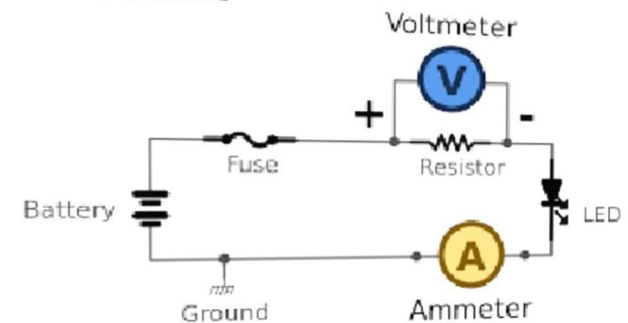 Voltmeter
V
+ -
Fuse
Resistor
Battery
LED
A
Ground
Ammeter